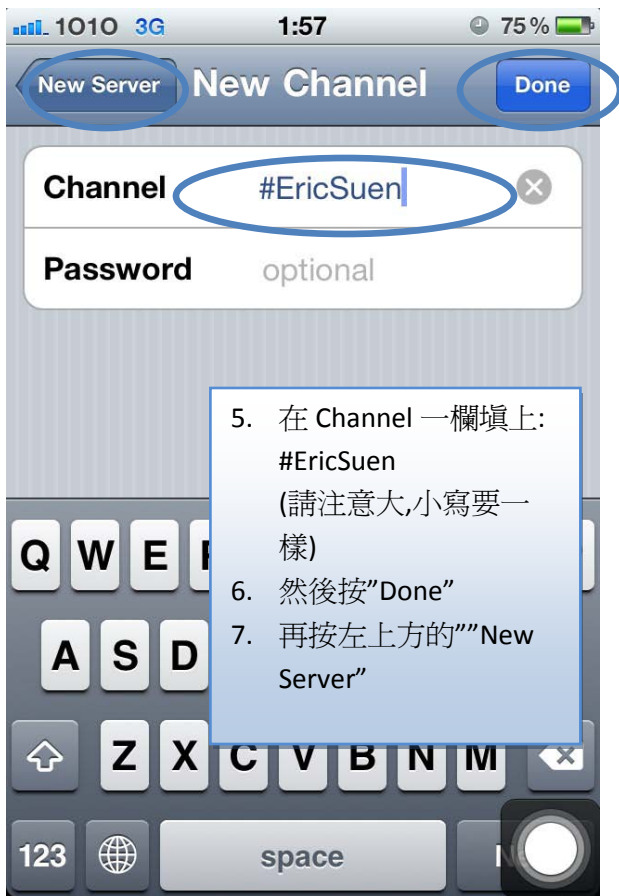 1010 3G 1:57 75%
New Server New Channel Done
Channel #EricSuen
Password optional
5. 在 Channel 一欄填上:
#EricSuen
(請注意大,小寫要一
樣)
6. 然後按”Done”
7. 再按左上方的””New
Server”
Q W E
A S D
Z X C V B N M
123 space